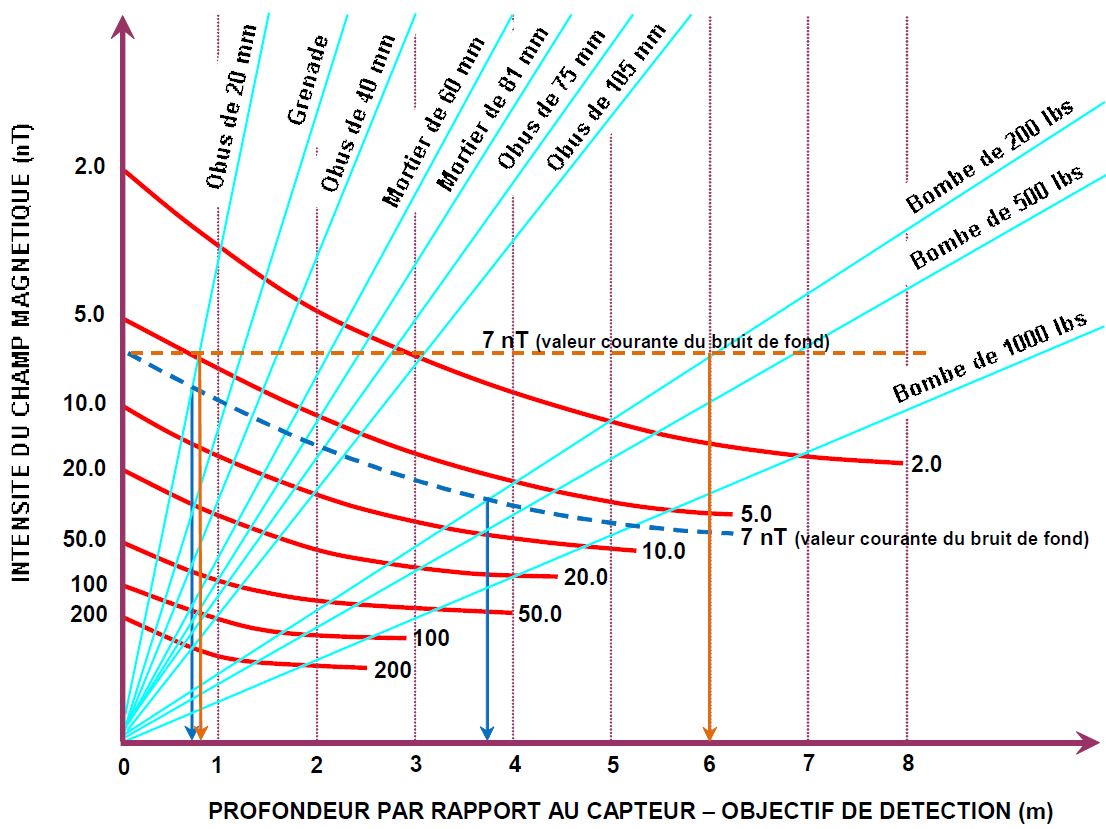 INTENSITE DU CHAMP MAGNETIQUE (nT)
2.0
5.0
10.0
20.0
50.0
100
200
Obus de 20 mm
Grenade
Obus de 40 mm
Mortier de 60 mm
Mortier de 81 mm
Obus de 75 mm
Obus de 105 mm
Bombe de 200 lbs
Bombe de 500 lbs
Bombe de 1000 lbs
7 nT (valeur courante du bruit de fond)
2.0
5.0
7 nT (valeur courante du bruit de fond)
10.0
20.0
50.0
100
200
0 1 2 3 4 5 6 7 8
PROFONDEUR PAR RAPPORT AU CAPTEUR – OBJECTIF DE DETECTION (m)